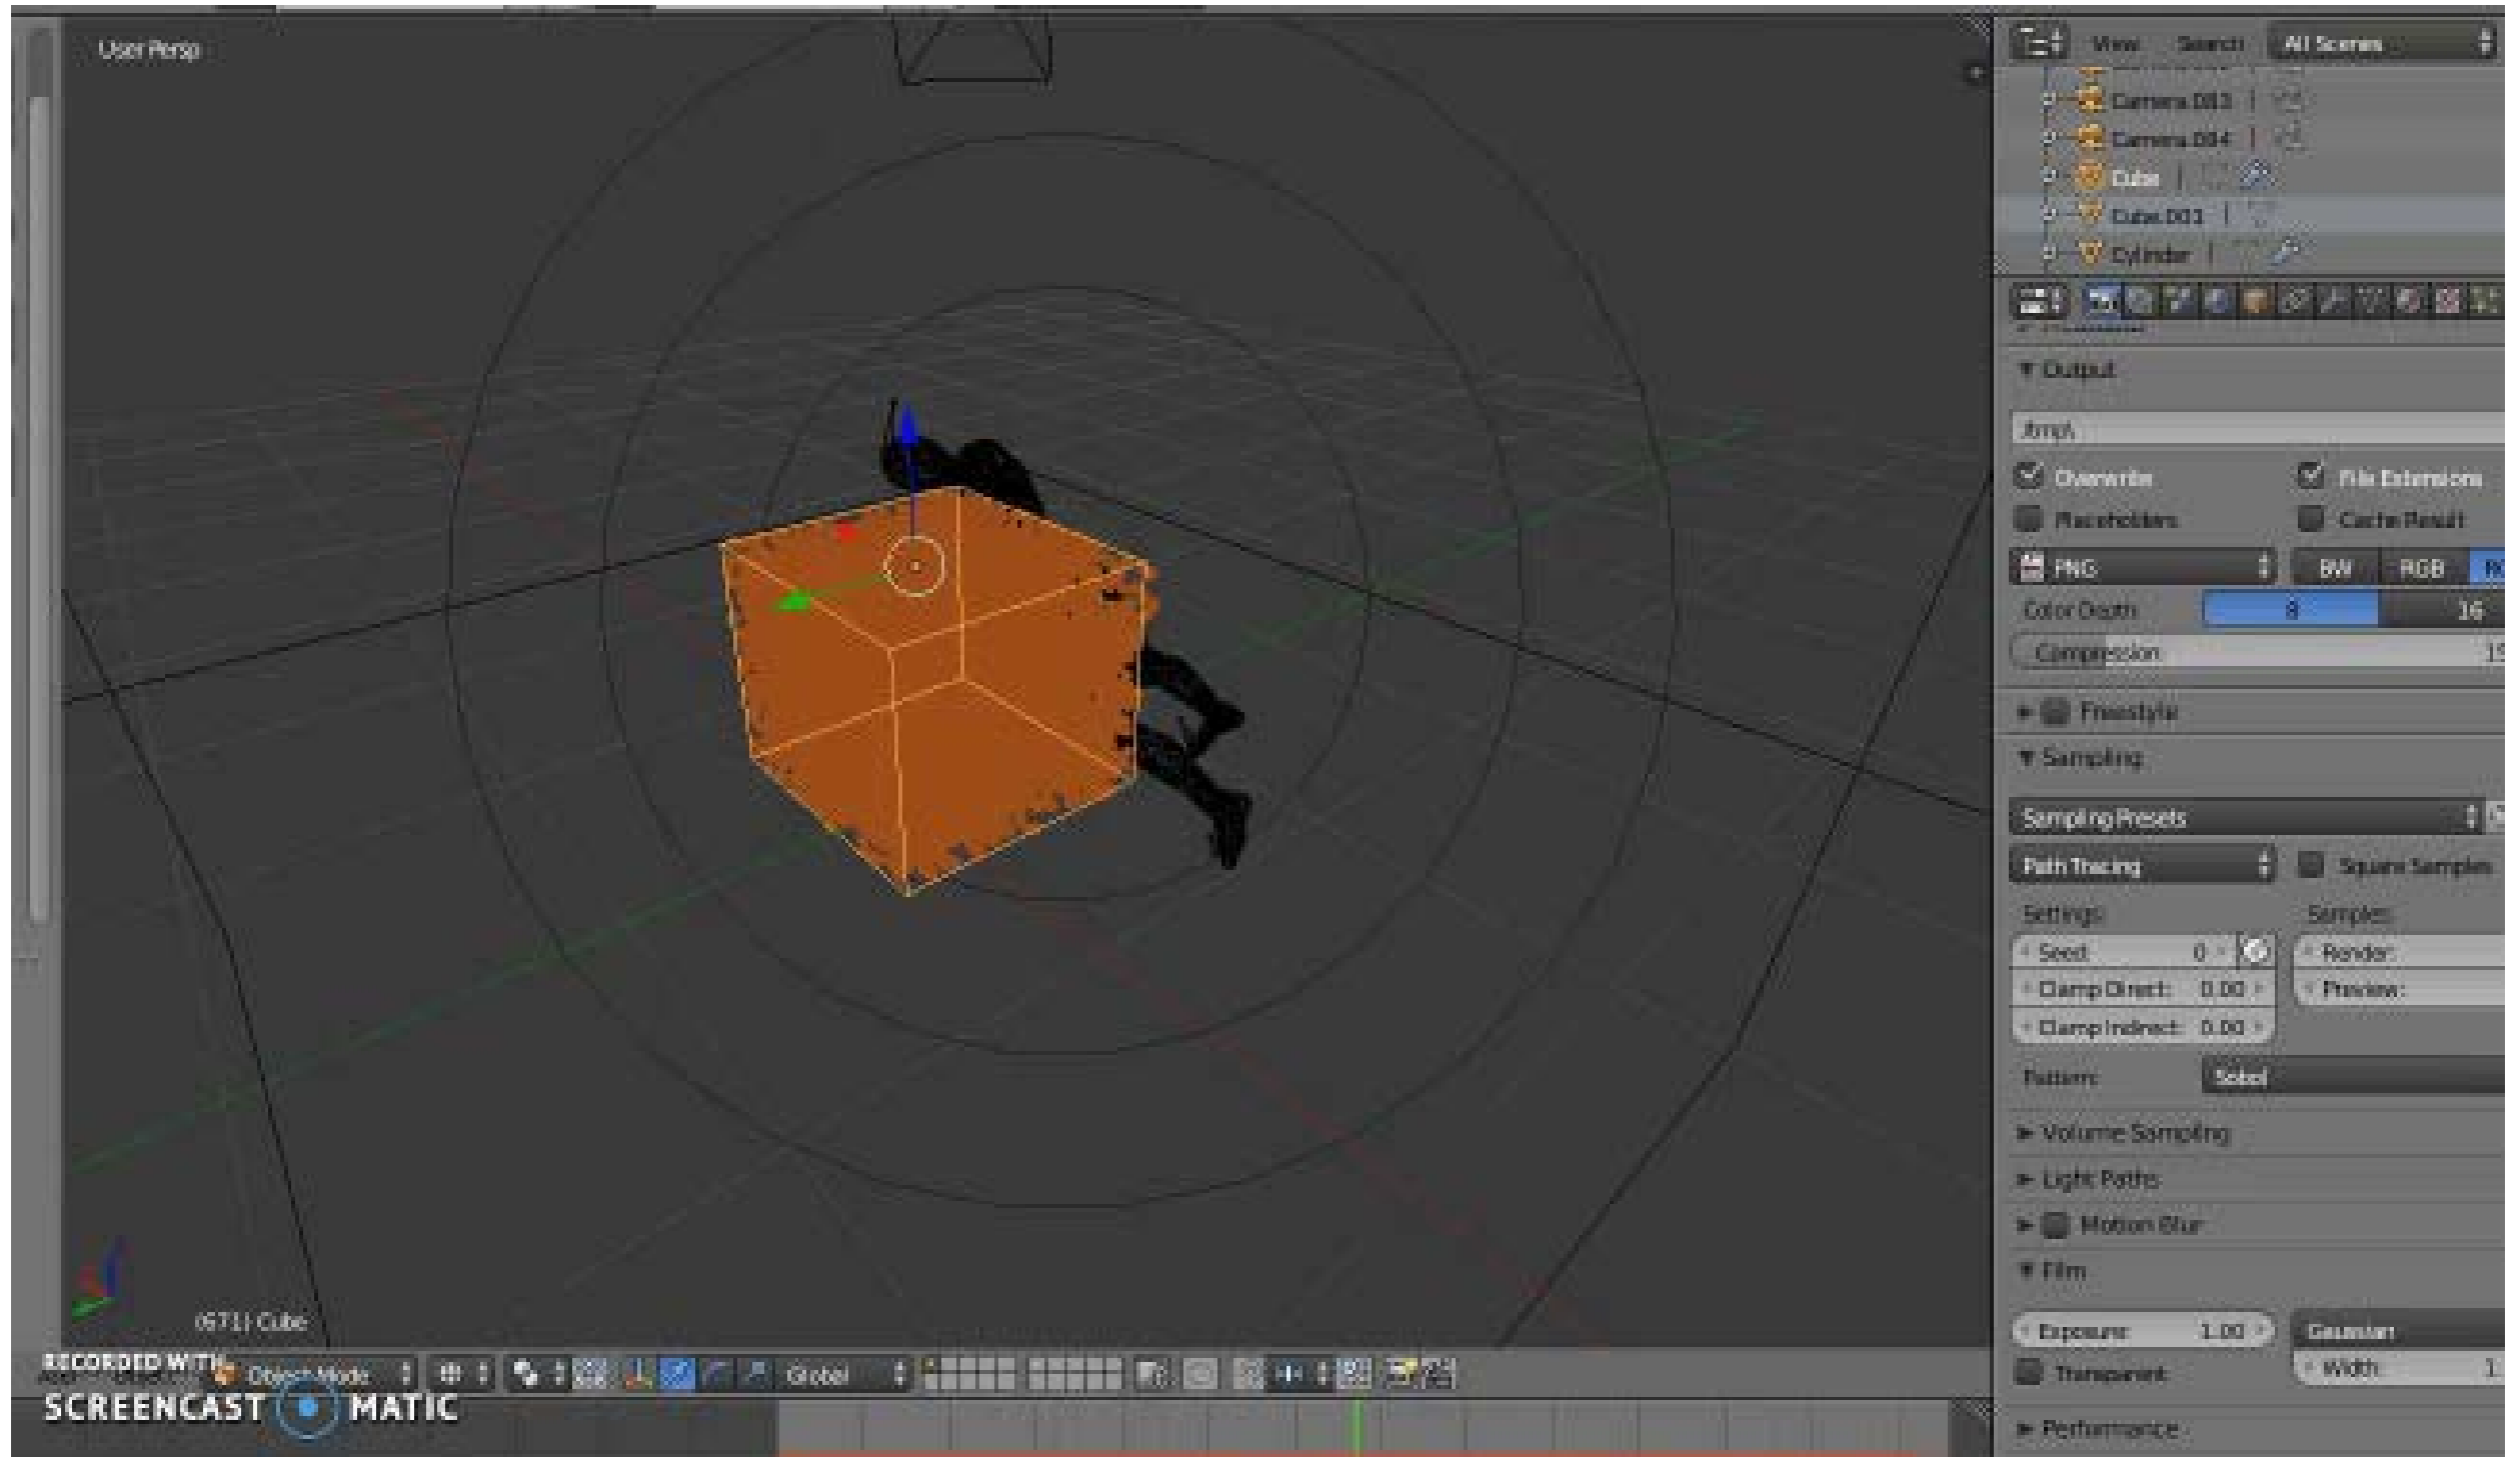 User Persp
View Search All Scenes
Camera.003
Camera.004
Cube
Cube.001
Cylinder
Output
/tmp\
Overwrite File Extensions
Placeholders Cache Result
PNG BW RGB
Color Depth: 8 16
Compression: 15
Freestyle
Sampling
Sampling Presets
Path Tracing Square Samples
Settings: Samples:
Seed: 0 Render:
Clamp Direct: 0.00 Preview:
Clamp Indirect: 0.00
Pattern: Sobol
Volume Sampling
Light Paths
Motion Blur
Film
Exposure: 1.00 Gaussian
Transparent Width: 1
Performance
(671) Cube
Object Mode Global
RECORDED WITH
SCREENCAST MATIC